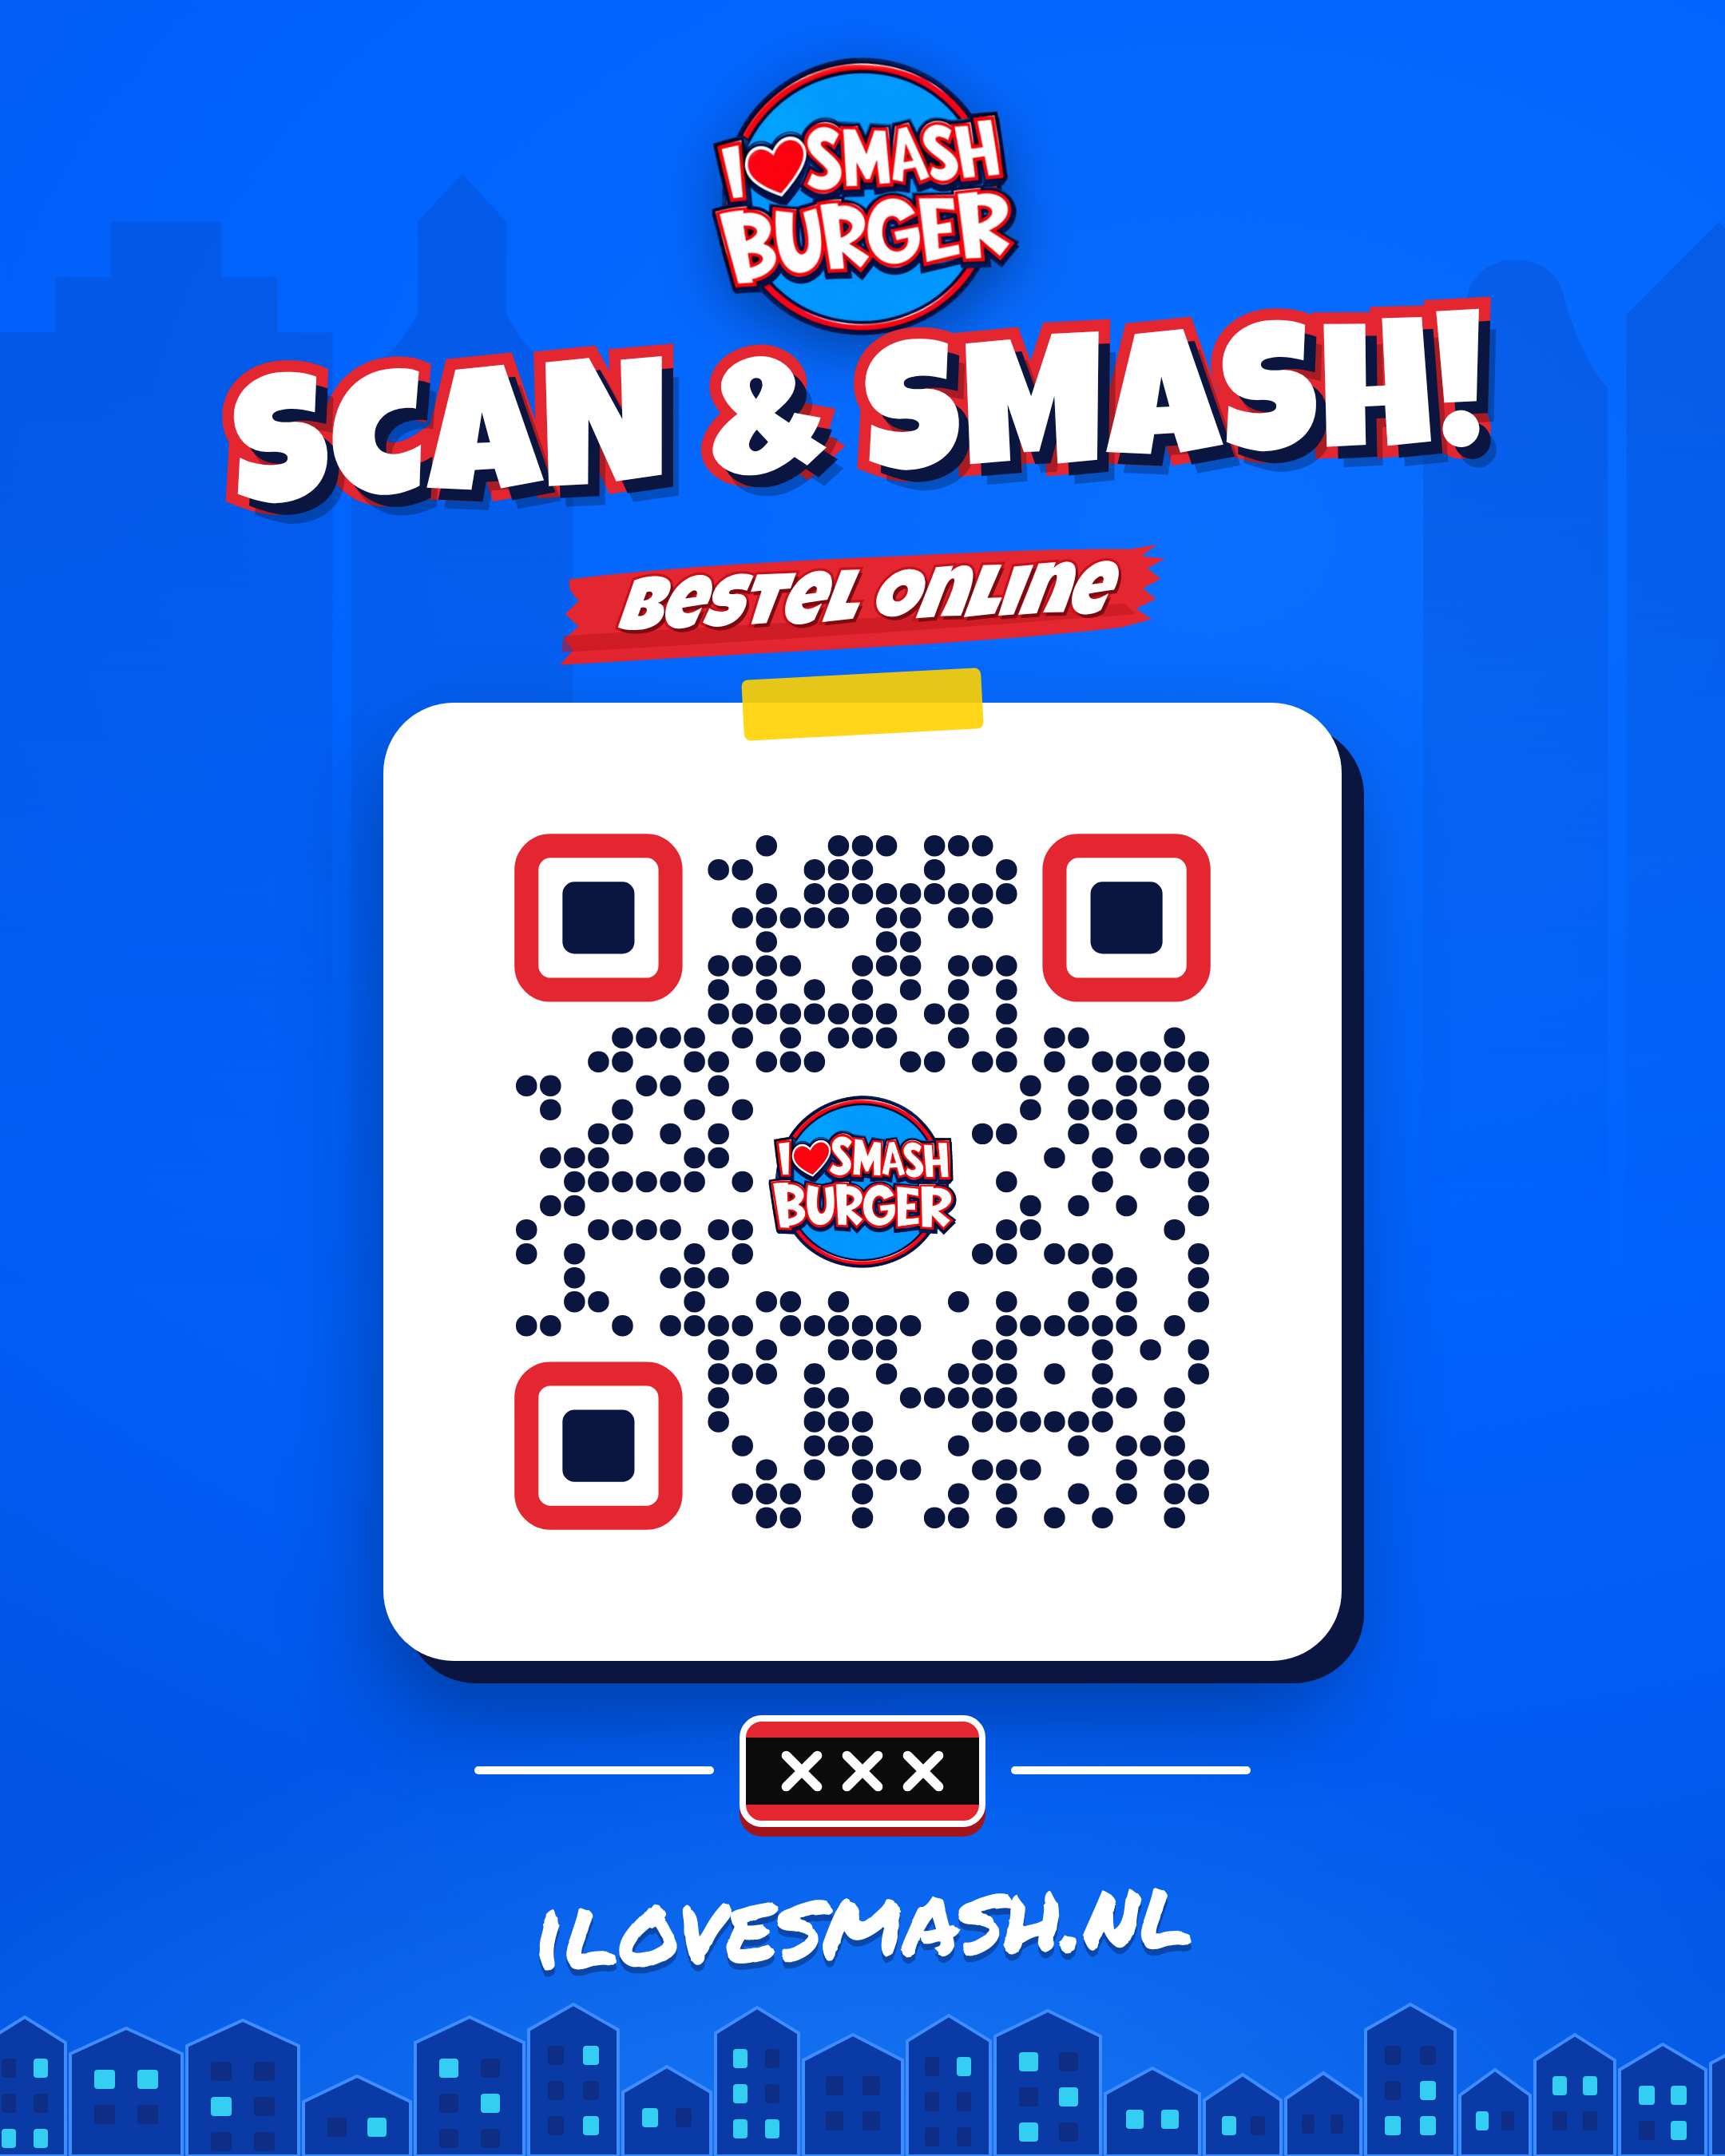 I❤SMASH
BURGER
SCAN & SMASH!
BESTEL ONLINE
I❤SMASH
BURGER
XXX
ILOVESMASH.NL